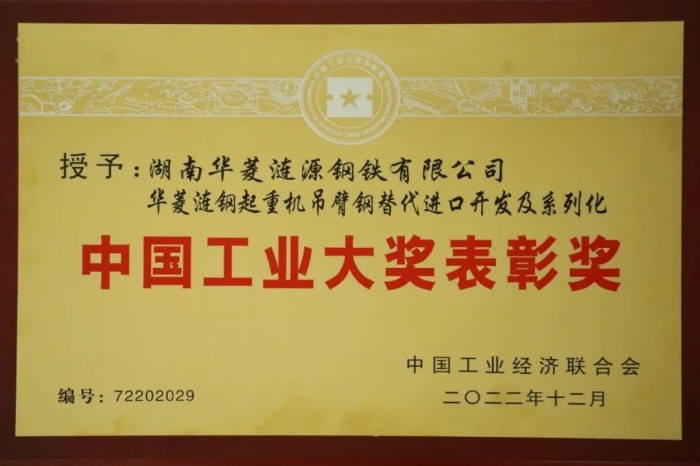 授予：湖南华菱涟源钢铁有限公司
华菱涟钢起重机吊臂钢替代进口开发及系列化
中国工业大奖表彰奖
中国工业经济联合会
编号：72202029
二〇二二年十二月